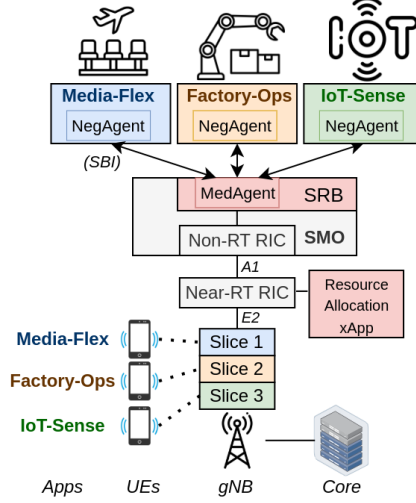 IOT
Media-Flex
Factory-Ops
IoT-Sense
NegAgent
NegAgent
NegAgent
(SBI)
MedAgent
SRB
Non-RT RIC
SMO
A1
Near-RT RIC
Resource
Allocation
xApp
E2
Media-Flex
Slice 1
Factory-Ops
Slice 2
IoT-Sense
Slice 3
Apps
UEs
gNB
Core